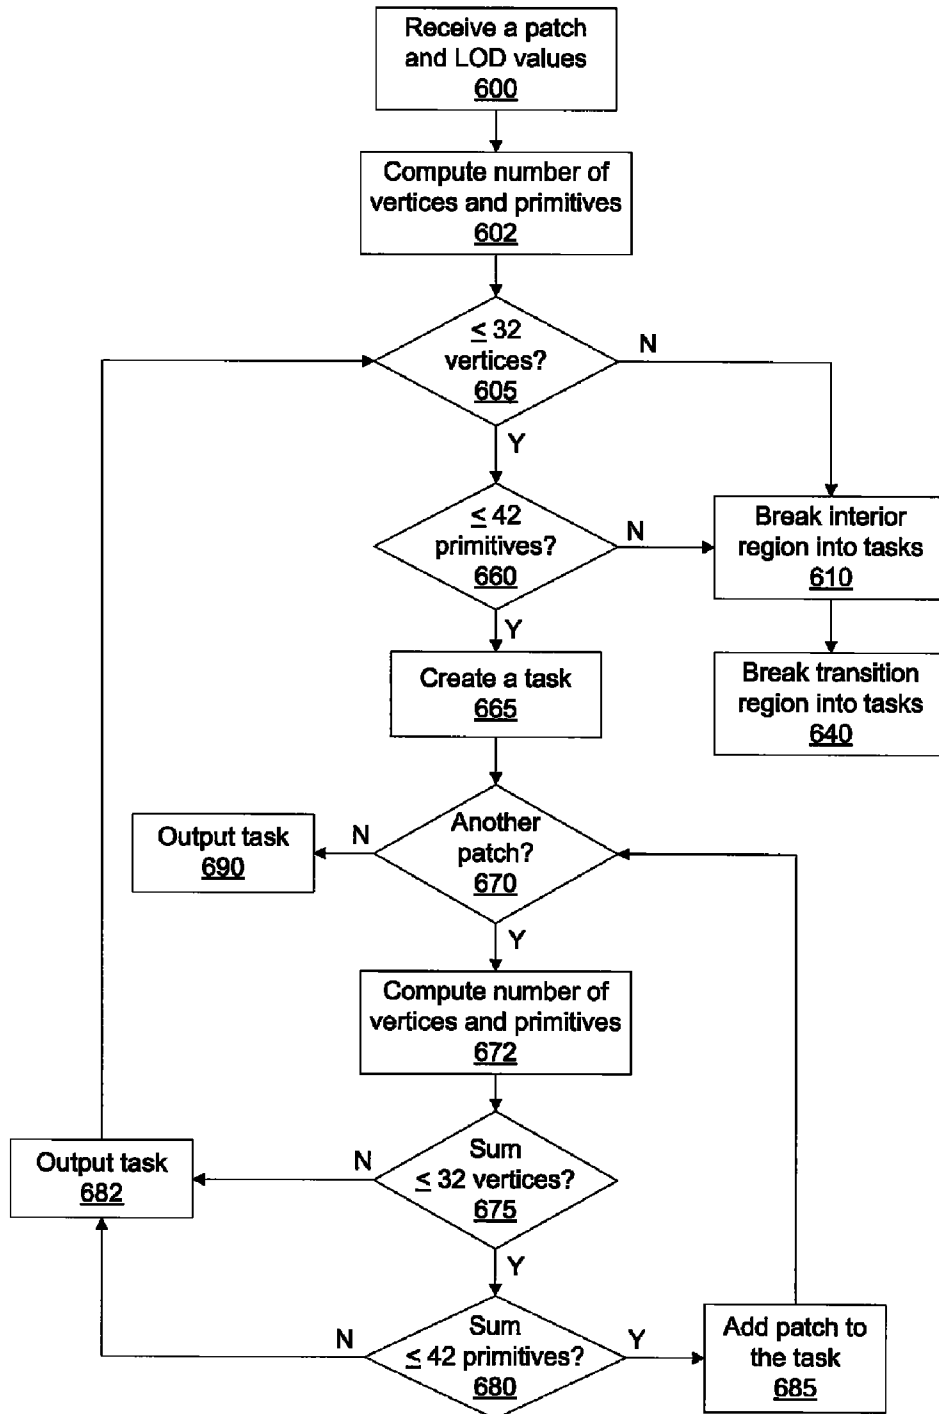 Receive a patch
and LOD values
600
Compute number of
vertices and primitives
602
≤ 32
vertices?
605
N
Y
≤ 42
primitives?
660
N
Break interior
region into tasks
610
Y
Create a task
665
Break transition
region into tasks
640
Another
patch?
670
N
Output task
690
Y
Compute number of
vertices and primitives
672
Sum
≤ 32 vertices?
675
N
Output task
682
Y
Sum
≤ 42 primitives?
680
N
Y
Add patch to
the task
685